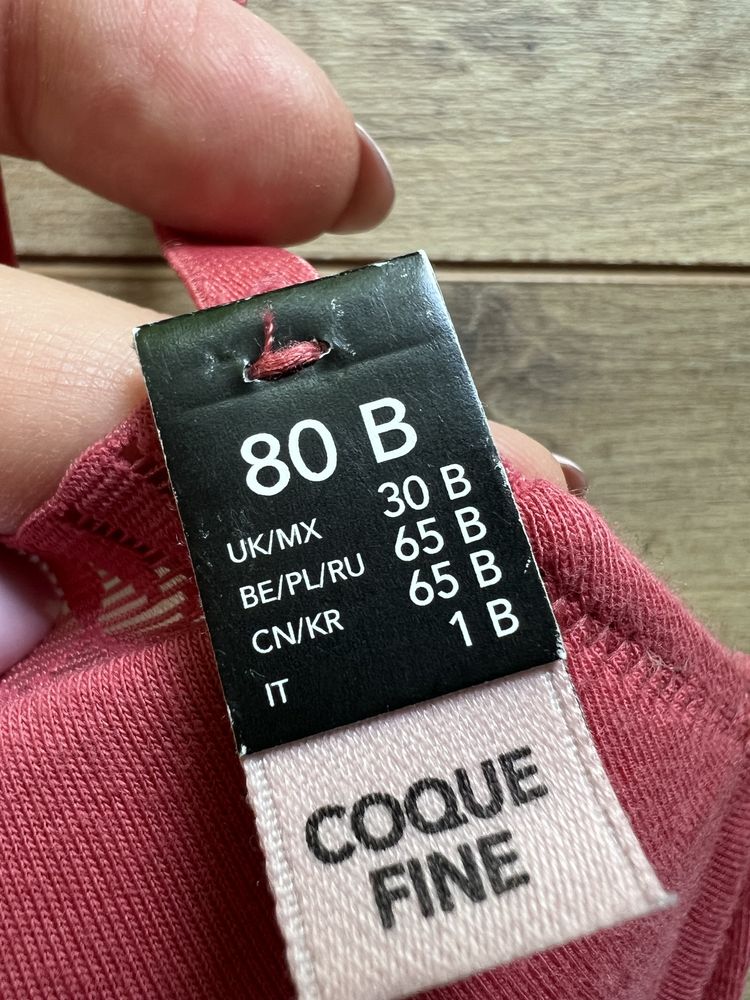 80 B
UK/MX 30 B
BE/PL/RU 65 B
CN/KR 65 B
IT 1 B
COQUE
FINE